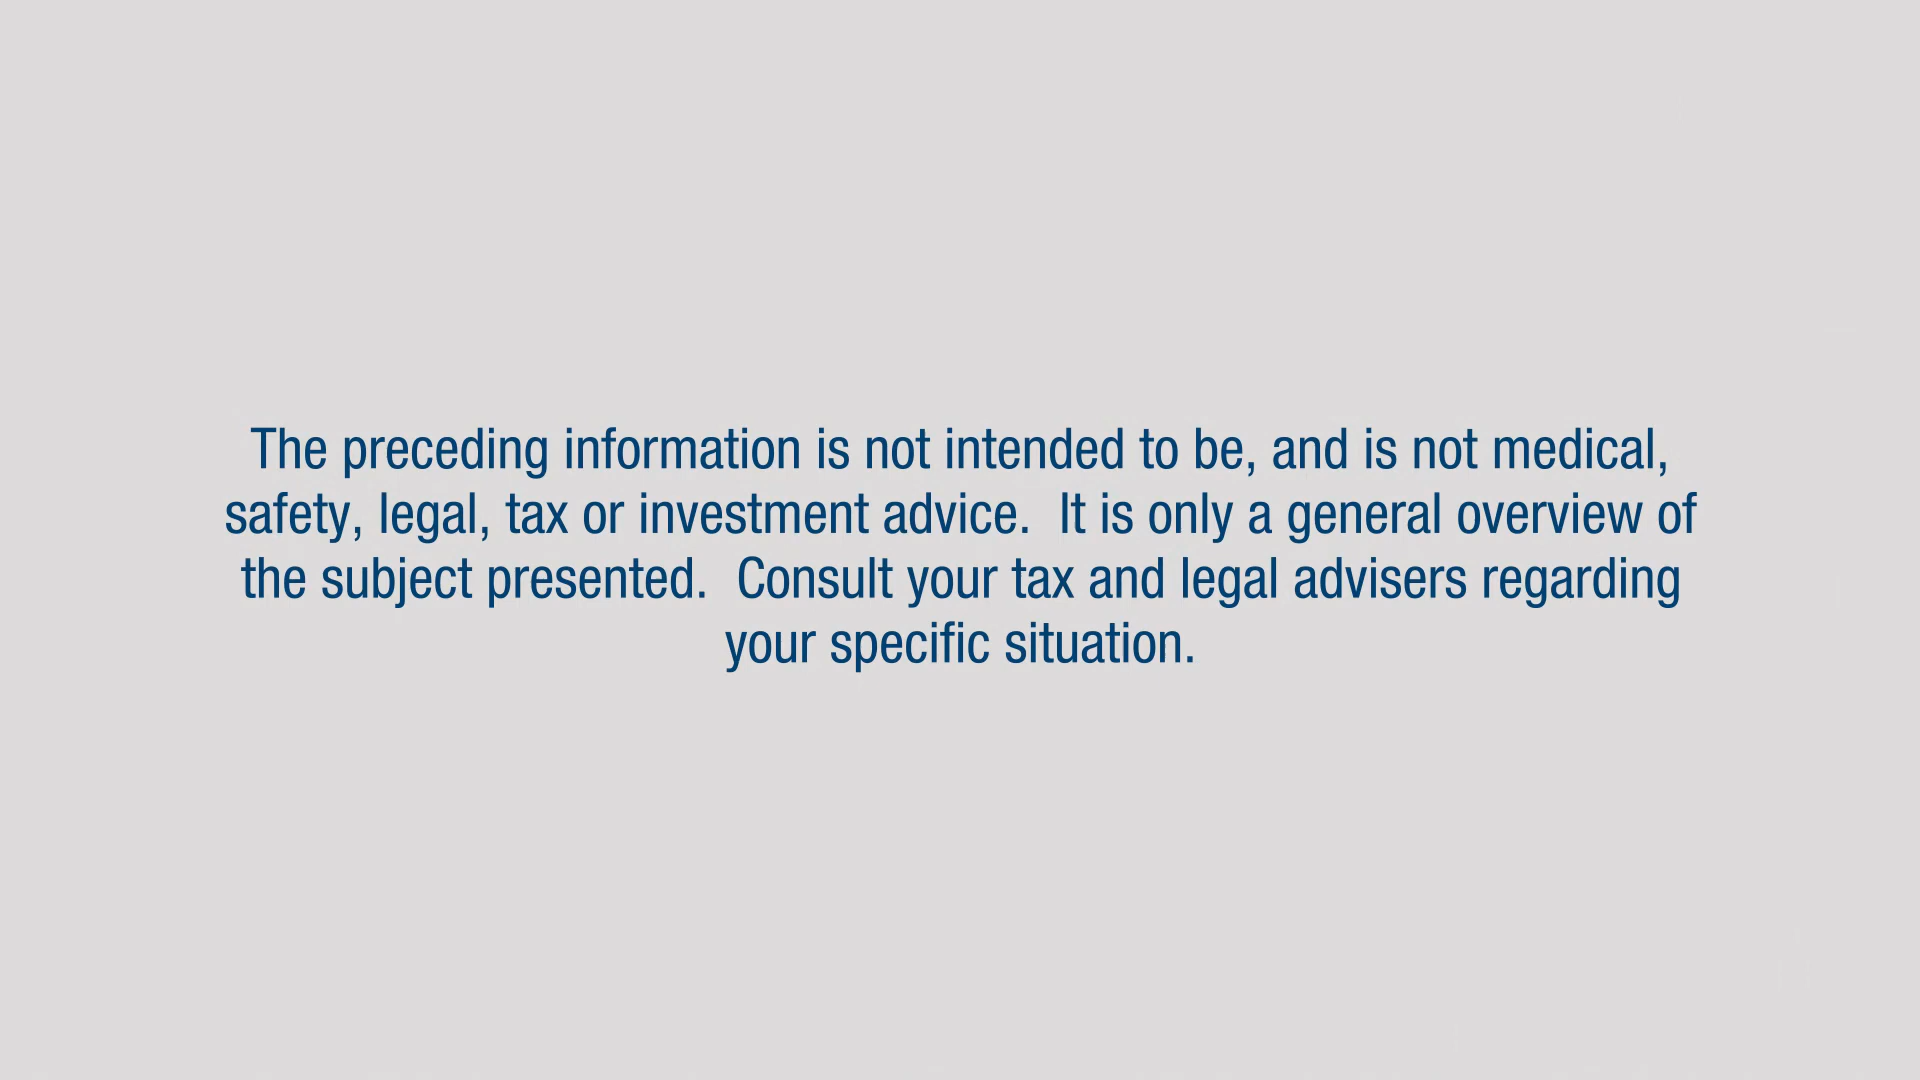 The preceding information is not intended to be, and is not medical,
safety, legal, tax or investment advice.  It is only a general overview of
the subject presented.  Consult your tax and legal advisers regarding
your specific situation.